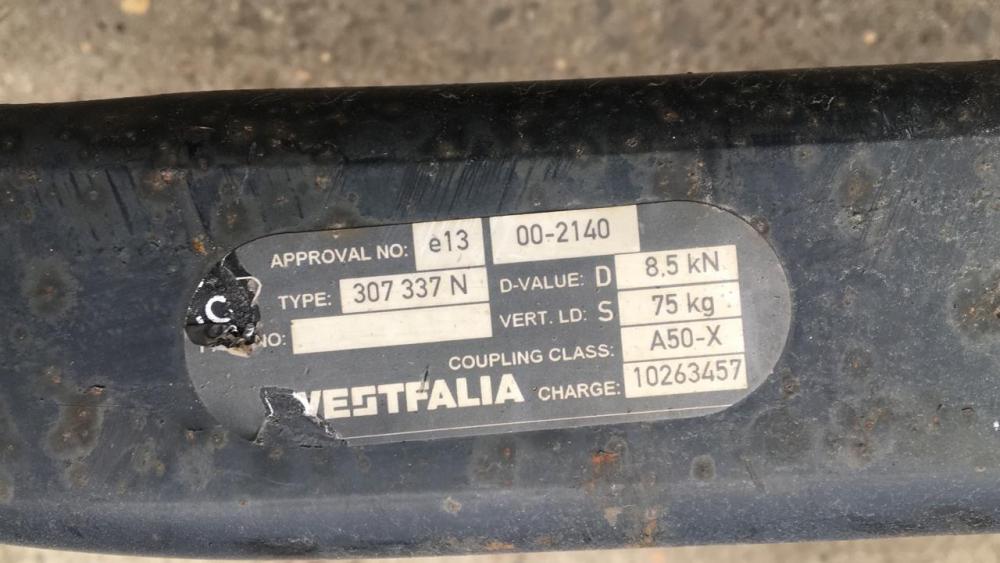 APPROVAL NO: e13 00-2140
TYPE: 307 337 N D-VALUE: D 8,5 kN
NO: VERT. LD: S 75 kg
COUPLING CLASS: A50-X
WESTFALIA CHARGE: 10263457
C